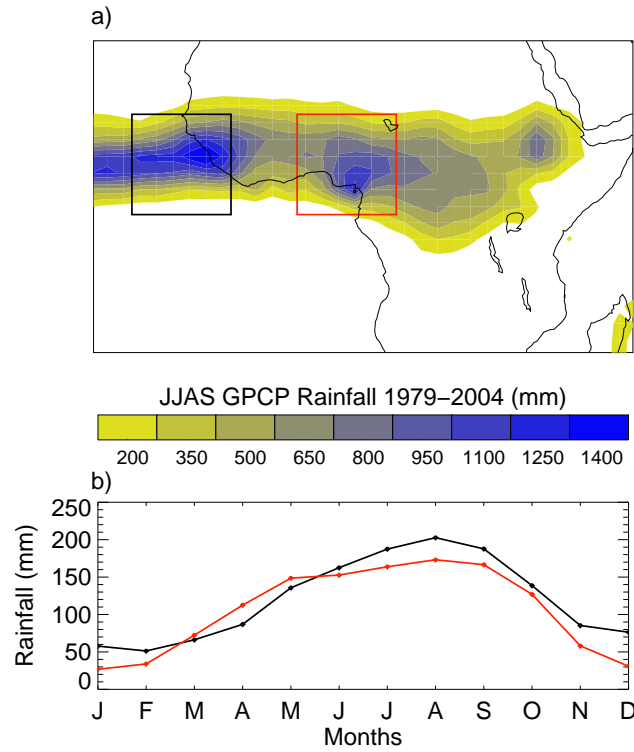 a)
JJAS GPCP Rainfall 1979−2004 (mm)
200 350 500 650 800 950 1100 1250 1400
b)
250
200
150
100
50
0
Rainfall (mm)
J F M A M J J A S O N D
Months